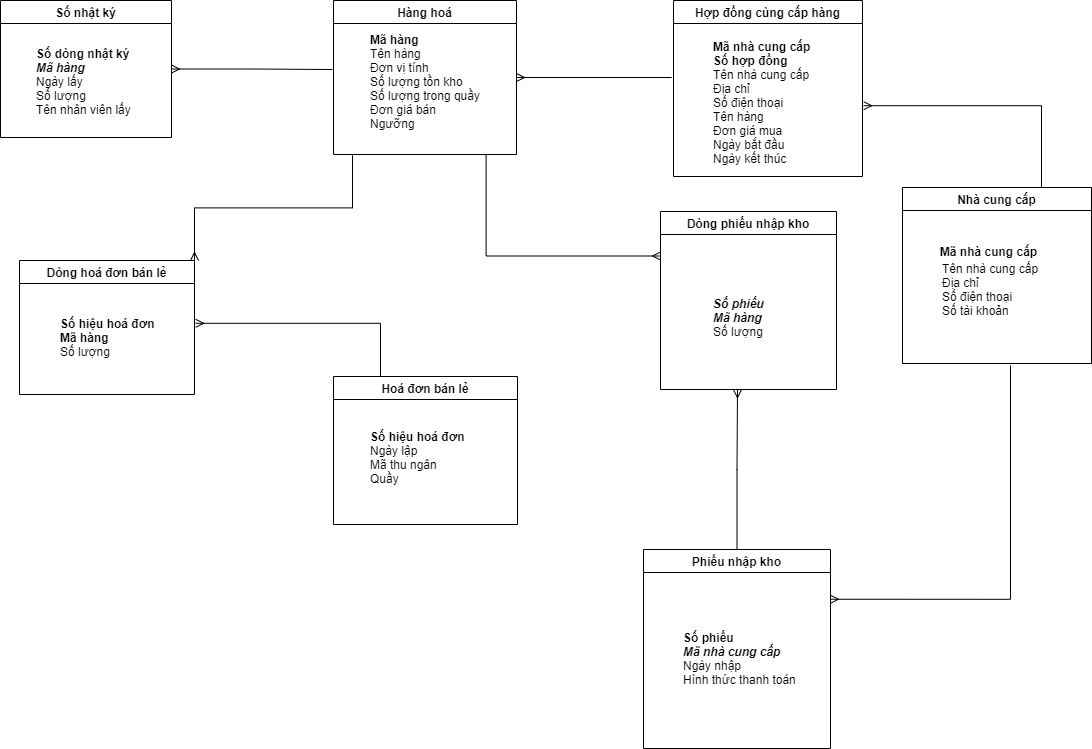 Số nhật ký
Số dòng nhật ký
Mã hàng
Ngày lấy
Số lượng
Tên nhân viên lấy
Hàng hoá
Mã hàng
Tên hàng
Đơn vị tính
Số lượng tồn kho
Số lượng trong quầy
Đơn giá bán
Ngưỡng
Hợp đồng cùng cấp hàng
Mã nhà cung cấp
Số hợp đồng
Tên nhà cung cấp
Địa chỉ
Số điện thoại
Tên hàng
Đơn giá mua
Ngày bắt đầu
Ngày kết thúc
Nhà cung cấp
Mã nhà cung cấp
Tên nhà cung cấp
Địa chỉ
Số điện thoại
Số tài khoản
Dòng phiếu nhập kho
Số phiếu
Mã hàng
Số lượng
Dòng hoá đơn bán lẻ
Số hiệu hoá đơn
Mã hàng
Số lượng
Hoá đơn bán lẻ
Số hiệu hoá đơn
Ngày lập
Mã thu ngân
Quầy
Phiếu nhập kho
Số phiếu
Mã nhà cung cấp
Ngày nhập
Hình thức thanh toán